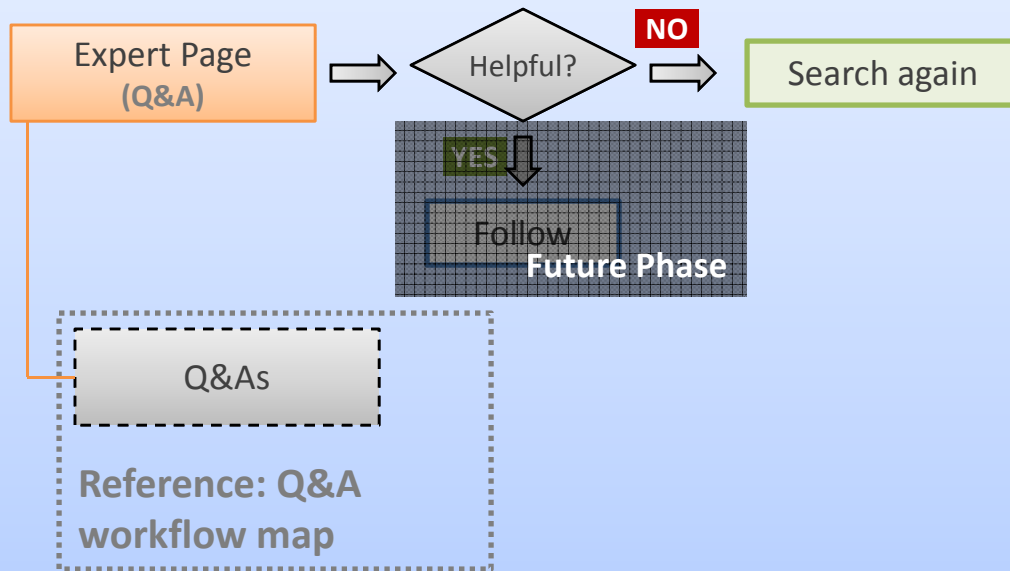 Expert Page
(Q&A)
Helpful?
NO
Search again
YES
Follow
Future Phase
Q&As
Reference: Q&A
workflow map